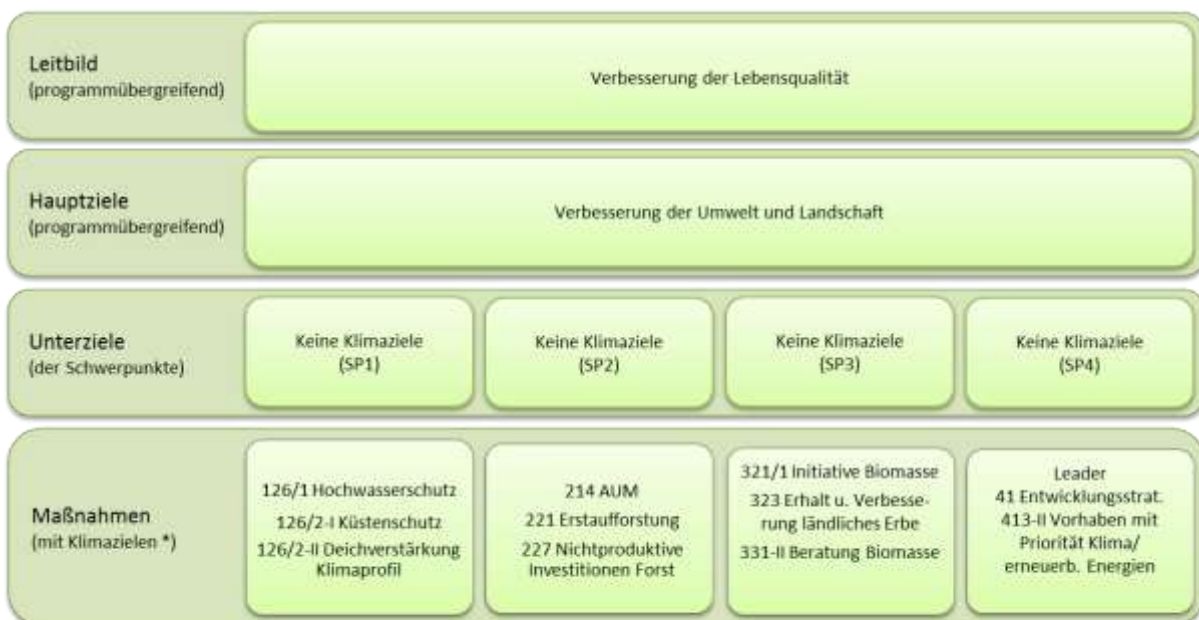 Leitbild
(programmübergreifend)
Verbesserung der Lebensqualität
Hauptziele
(programmübergreifend)
Verbesserung der Umwelt und Landschaft
Unterziele
(der Schwerpunkte)
Keine Klimaziele
(SP1)
Keine Klimaziele
(SP2)
Keine Klimaziele
(SP3)
Keine Klimaziele
(SP4)
Maßnahmen
(mit Klimazielen *)
126/1 Hochwasserschutz
126/2-I Küstenschutz
126/2-II Deichverstärkung
Klimaprofil
214 AUM
221 Erstaufforstung
227 Nichtproduktive
Investitionen Forst
321/1 Initiative Biomasse
323 Erhalt u. Verbesse-
rung ländliches Erbe
331-II Beratung Biomasse
Leader
41 Entwicklungsstrat.
413-II Vorhaben mit
Priorität Klima/
erneuerb. Energien